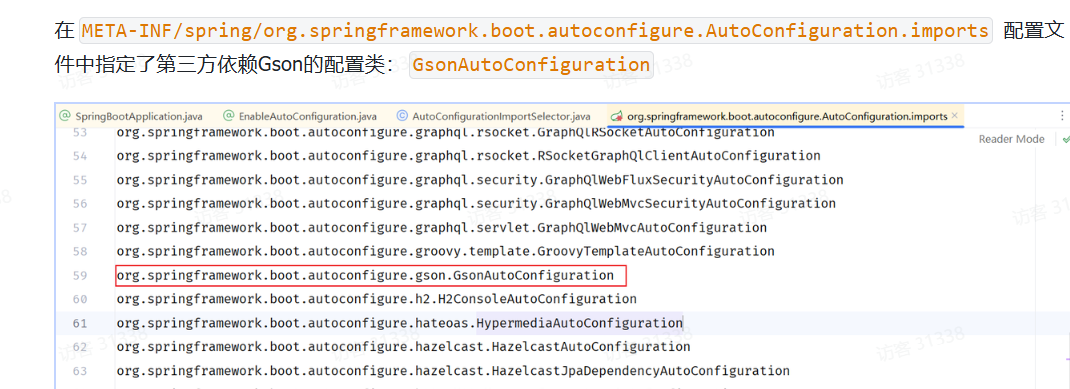 在 META-INF/spring/org.springframework.boot.autoconfigure.AutoConfiguration.imports 配置文
件中指定了第三方依赖Gson的配置类：GsonAutoConfiguration
SpringBootApplication.java EnableAutoConfiguration.java AutoConfigurationImportSelector.java org.springframework.boot.autoconfigure.AutoConfiguration.imports
53 org.springframework.boot.autoconfigure.graphql.rsocket.GraphQlRSocketAutoConfiguration
Reader Mode
54 org.springframework.boot.autoconfigure.graphql.rsocket.RSocketGraphQlClientAutoConfiguration
55 org.springframework.boot.autoconfigure.graphql.security.GraphQlWebFluxSecurityAutoConfiguration
56 org.springframework.boot.autoconfigure.graphql.security.GraphQlWebMvcSecurityAutoConfiguration
57 org.springframework.boot.autoconfigure.graphql.servlet.GraphQlWebMvcAutoConfiguration
58 org.springframework.boot.autoconfigure.groovy.template.GroovyTemplateAutoConfiguration
59 org.springframework.boot.autoconfigure.gson.GsonAutoConfiguration
60 org.springframework.boot.autoconfigure.h2.H2ConsoleAutoConfiguration
61 org.springframework.boot.autoconfigure.hateoas.HypermediaAutoConfiguration
62 org.springframework.boot.autoconfigure.hazelcast.HazelcastAutoConfiguration
63 org.springframework.boot.autoconfigure.hazelcast.HazelcastJpaDependencyAutoConfiguration
访客 31338